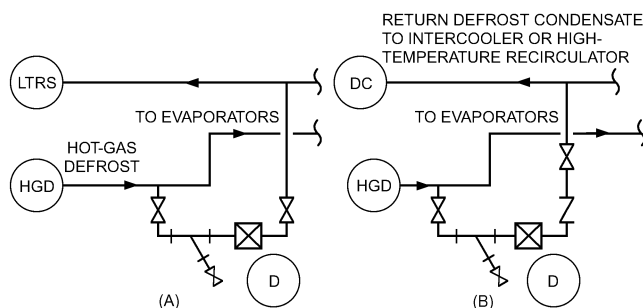 RETURN DEFROST CONDENSATE
TO INTERCOOLER OR HIGH-
TEMPERATURE RECIRCULATOR
LTRS
DC
TO EVAPORATORS
TO EVAPORATORS
HOT-GAS
DEFROST
HGD
HGD
D
D
(A)
(B)